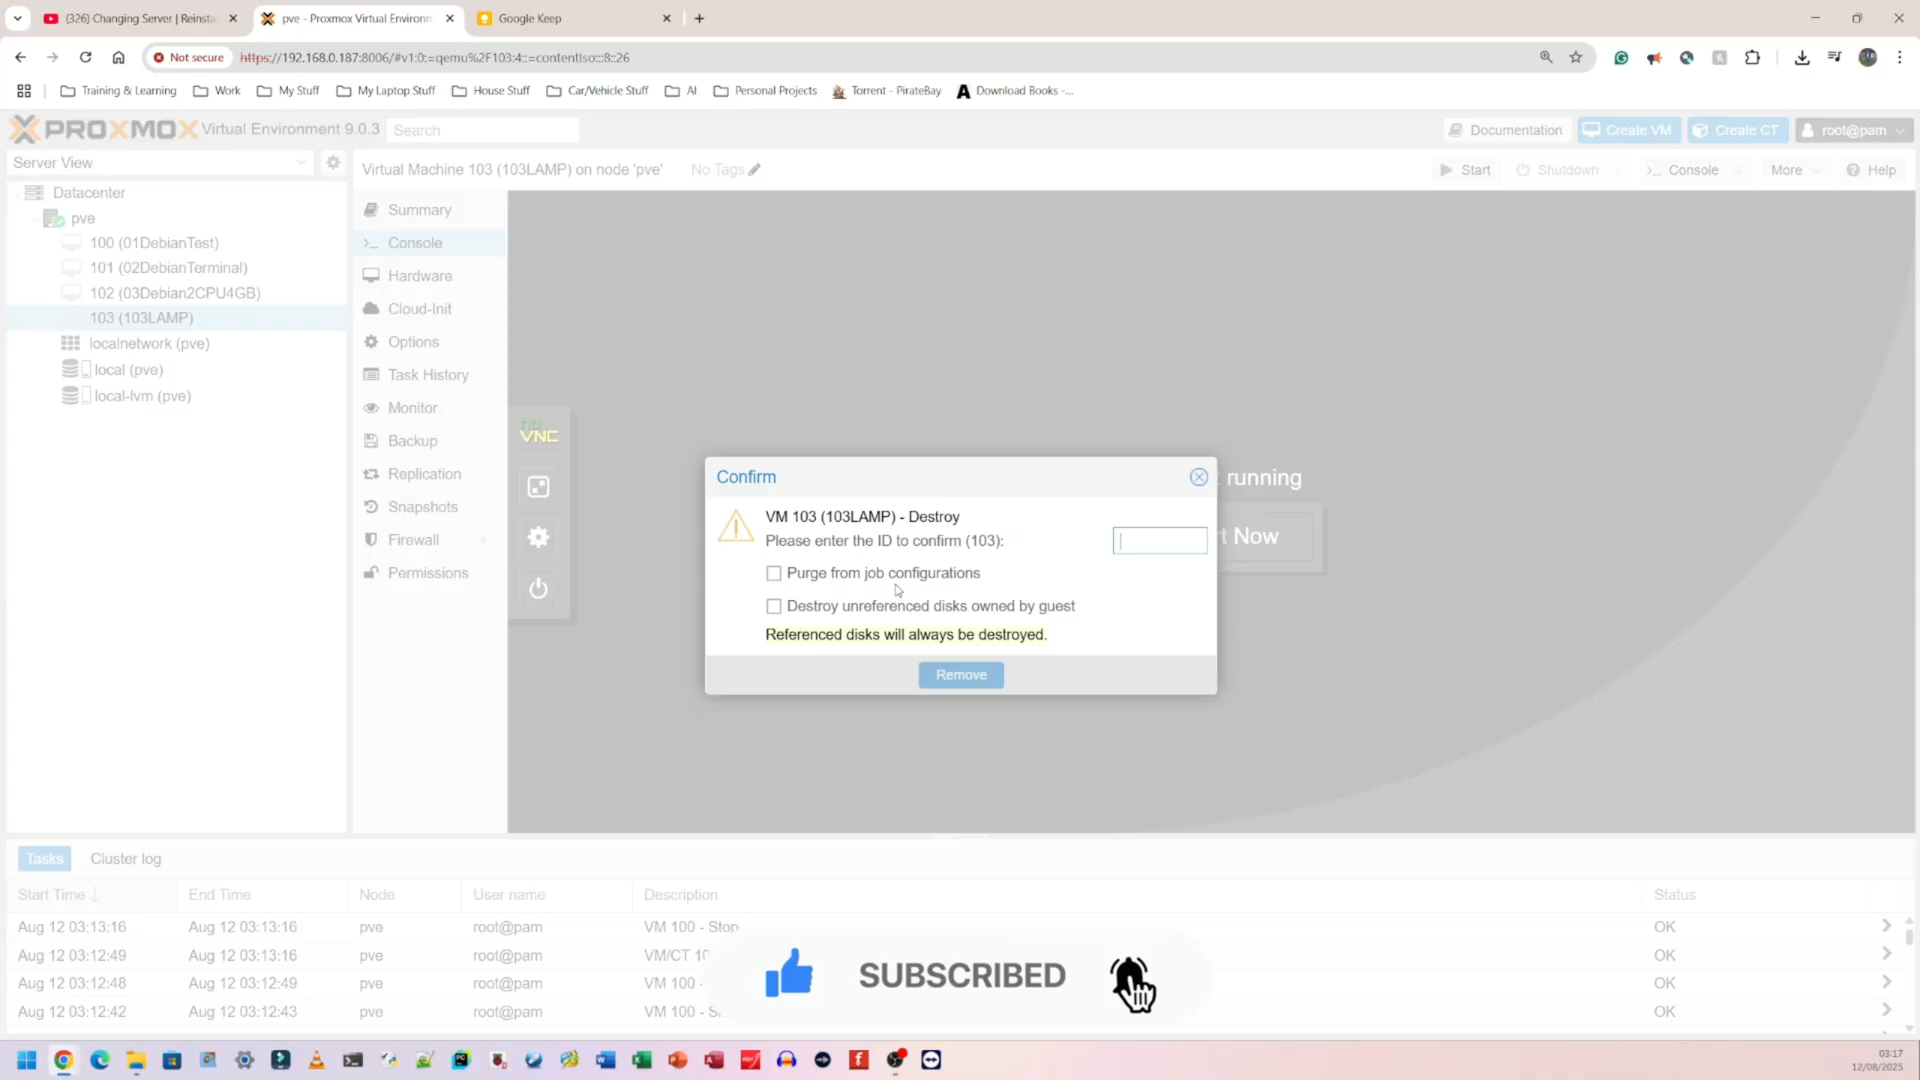 (326) Changing Server | Reinsta
pve - Proxmox Virtual Environm
Google Keep
Not secure
https://192.168.0.187:8006/#v1:0:=qemu%2F103:4::=contentIso:::8::26
Training & Learning
Work
My Stuff
My Laptop Stuff
House Stuff
Car/Vehicle Stuff
AI
Personal Projects
Torrent - PirateBay
Download Books -...
PROXMOX Virtual Environment 9.0.3
Search
Documentation
Create VM
Create CT
root@pam
Server View
Virtual Machine 103 (103LAMP) on node 'pve'
No Tags
Start
Shutdown
Console
More
Help
Datacenter
pve
100 (01DebianTest)
101 (02DebianTerminal)
102 (03Debian2CPU4GB)
103 (103LAMP)
localnetwork (pve)
local (pve)
local-lvm (pve)
Summary
Console
Hardware
Cloud-Init
Options
Task History
Monitor
Backup
Replication
Snapshots
Firewall
Permissions
no
VNC
running
rt Now
Confirm
VM 103 (103LAMP) - Destroy
Please enter the ID to confirm (103):
Purge from job configurations
Destroy unreferenced disks owned by guest
Referenced disks will always be destroyed.
Remove
Tasks
Cluster log
Start Time
End Time
Node
User name
Description
Status
Aug 12 03:13:16
Aug 12 03:13:16
pve
root@pam
VM 100 - Stop
OK
Aug 12 03:12:49
Aug 12 03:13:16
pve
root@pam
VM/CT 10
OK
Aug 12 03:12:48
Aug 12 03:12:49
pve
root@pam
VM 100 -
OK
Aug 12 03:12:42
Aug 12 03:12:43
pve
root@pam
VM 100 - S
OK
SUBSCRIBED
03:17
12/08/2025